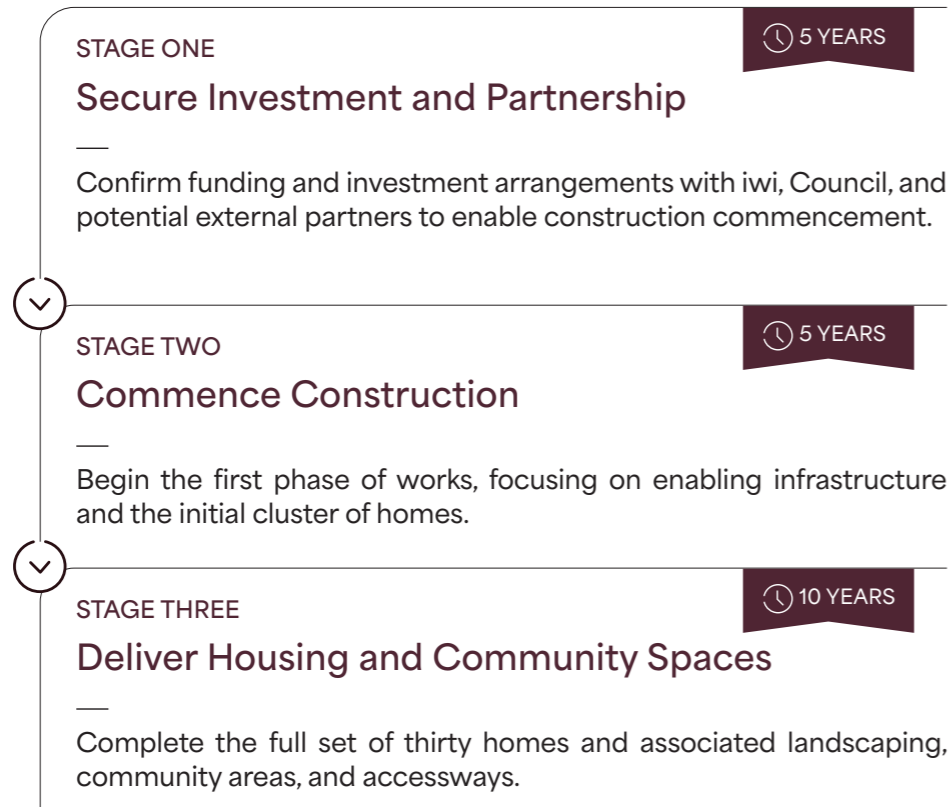 STAGE ONE
5 YEARS
Secure Investment and Partnership
Confirm funding and investment arrangements with iwi, Council, and
potential external partners to enable construction commencement.
STAGE TWO
5 YEARS
Commence Construction
Begin the first phase of works, focusing on enabling infrastructure
and the initial cluster of homes.
STAGE THREE
10 YEARS
Deliver Housing and Community Spaces
Complete the full set of thirty homes and associated landscaping,
community areas, and accessways.